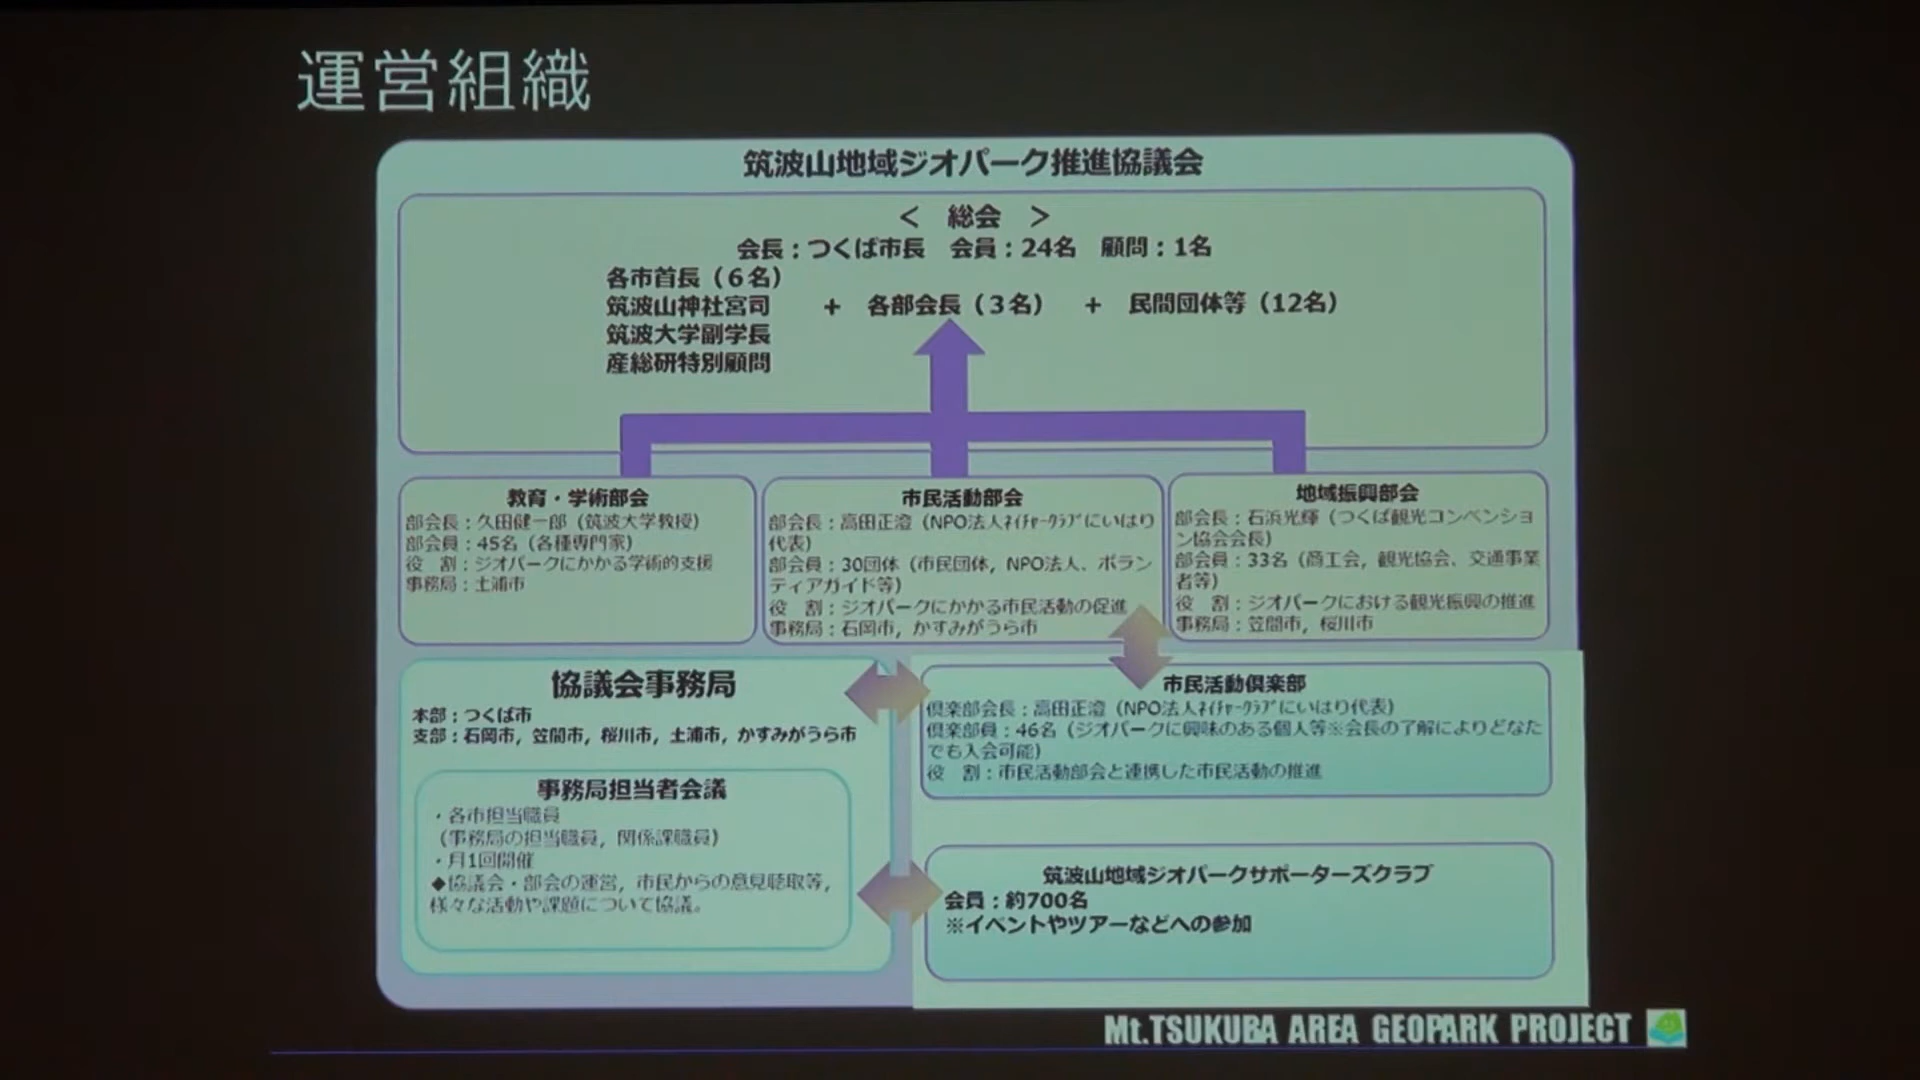 運営組織
筑波山地域ジオパーク推進協議会
＜　総会　＞
会長：つくば市長　会員：24名　顧問：1名
各市首長（６名）
筑波山神社宮司　＋　各部会長（３名）　＋　民間団体等（12名）
筑波大学副学長
産総研特別顧問
教育・学術部会
部会長：久田健一郎（筑波大学教授）
部会員：45名（各種専門家）
役　割：ジオパークにかかる学術的支援
事務局：土浦市
市民活動部会
部会長：高田正澄（NPO法人ﾈｲﾁｬｰｸﾗﾌﾞにいはり
代表）
部会員：30団体（市民団体，NPO法人、ボラン
ティアガイド等）
役　割：ジオパークにかかる市民活動の促進
事務局：石岡市，かすみがうら市
地域振興部会
部会長：石浜光輝（つくば観光コンベンショ
ン協会会長）
部会員：33名（商工会，観光協会、交通事業
者等）
役　割：ジオパークにおける観光振興の推進
事務局：笠間市，桜川市
協議会事務局
本部：つくば市
支部：石岡市，笠間市，桜川市，土浦市，かすみがうら市
事務局担当者会議
・各市担当職員
（事務局の担当職員，関係課職員）
・月1回開催
◆協議会・部会の運営，市民からの意見聴取等，
様々な活動や課題について協議。
市民活動倶楽部
倶楽部会長：高田正澄（NPO法人ﾈｲﾁｬｰｸﾗﾌﾞにいはり代表）
倶楽部員：46名（ジオパークに興味のある個人等※会長の了解によりどなた
でも入会可能）
役　割：市民活動部会と連携した市民活動の推進
筑波山地域ジオパークサポーターズクラブ
会員：約700名
※イベントやツアーなどへの参加
Mt.TSUKUBA AREA GEOPARK PROJECT